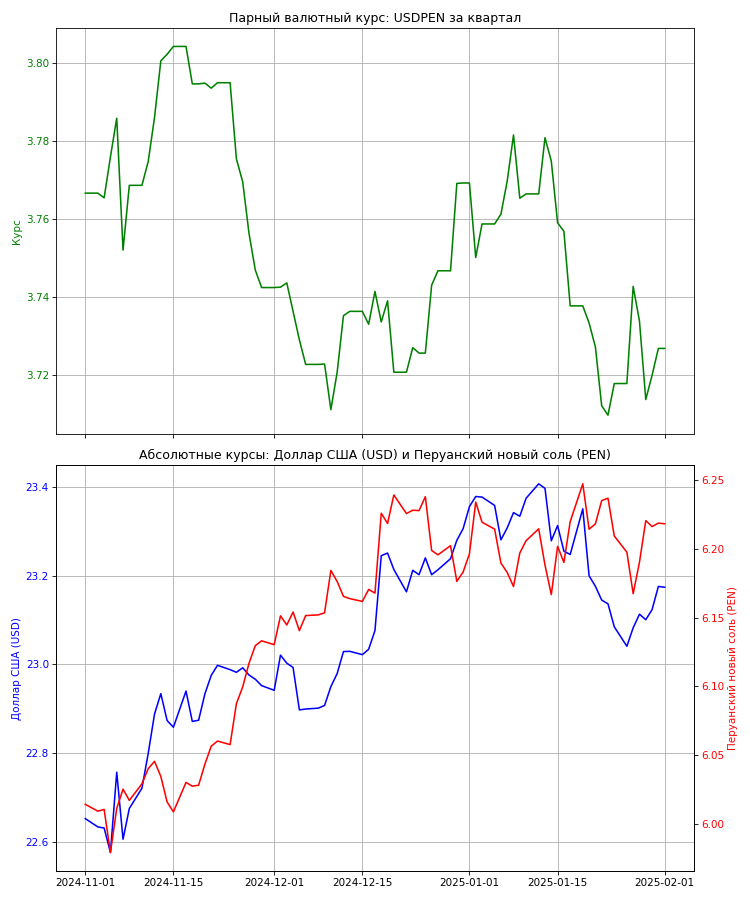 Парный валютный курс: USDPEN за квартал
3.80
3.78
3.76
3.74
3.72
Курс
Абсолютные курсы: Доллар США (USD) и Перуанский новый соль (PEN)
23.4
23.2
23.0
22.8
22.6
Доллар США (USD)
6.25
6.20
6.15
6.10
6.05
6.00
Перуанский новый соль (PEN)
2024-11-01 2024-11-15 2024-12-01 2024-12-15 2025-01-01 2025-01-15 2025-02-01